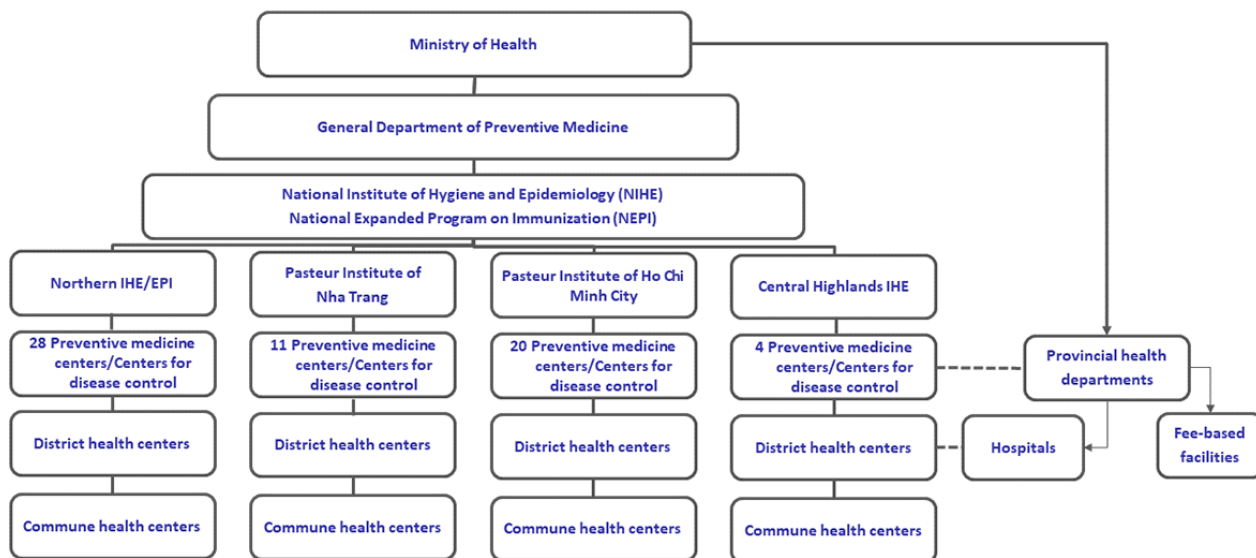 Ministry of Health
General Department of Preventive Medicine
National Institute of Hygiene and Epidemiology (NIHE)
National Expanded Program on Immunization (NEPI)
Northern IHE/EPI
Pasteur Institute of
Nha Trang
Pasteur Institute of Ho Chi
Minh City
Central Highlands IHE
28 Preventive medicine
centers/Centers for
disease control
11 Preventive medicine
centers/Centers for
disease control
20 Preventive medicine
centers/Centers for
disease control
4 Preventive medicine
centers/Centers for
disease control
Provincial health
departments
District health centers
District health centers
District health centers
District health centers
Hospitals
Fee-based
facilities
Commune health centers
Commune health centers
Commune health centers
Commune health centers